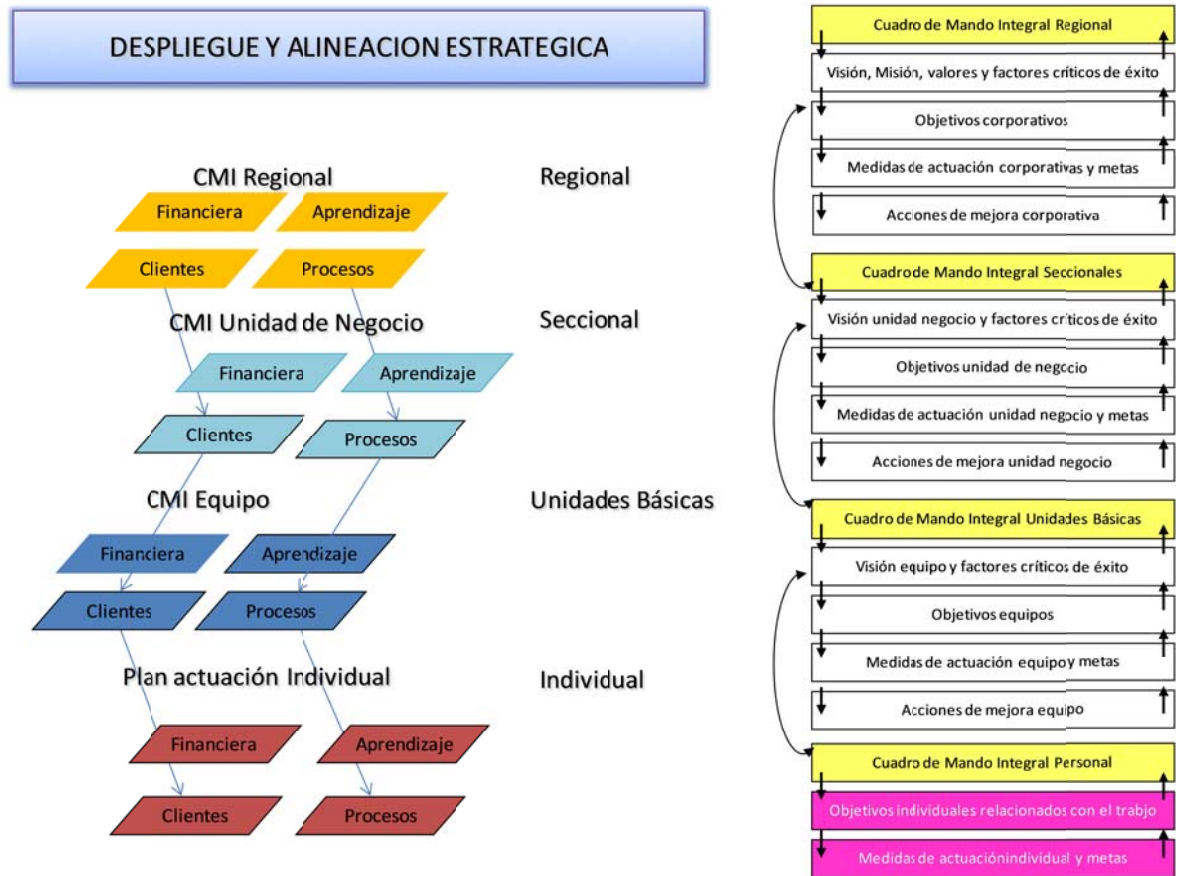 DESPLIEGUE Y ALINEACION ESTRATEGICA
CMI Regional
Regional
Financiera
Aprendizaje
Clientes
Procesos
CMI Unidad de Negocio
Seccional
Financiera
Aprendizaje
Clientes
Procesos
CMI Equipo
Unidades Básicas
Financiera
Aprendizaje
Clientes
Procesos
Plan actuación Individual
Individual
Financiera
Aprendizaje
Clientes
Procesos
Cuadro de Mando Integral Regional
Visión, Misión, valores y factores críticos de éxito
Objetivos corporativos
Medidas de actuación corporativas y metas
Acciones de mejora corporativa
Cuadro de Mando Integral Seccionales
Visión unidad negocio y factores críticos de éxito
Objetivos unidad de negocio
Medidas de actuación unidad negocio y metas
Acciones de mejora unidad negocio
Cuadro de Mando Integral Unidades Básicas
Visión equipo y factores críticos de éxito
Objetivos equipos
Medidas de actuación equipo y metas
Acciones de mejora equipo
Cuadro de Mando Integral Personal
Objetivos individuales relacionados con el trabjo
Medidas de actuación individual y metas